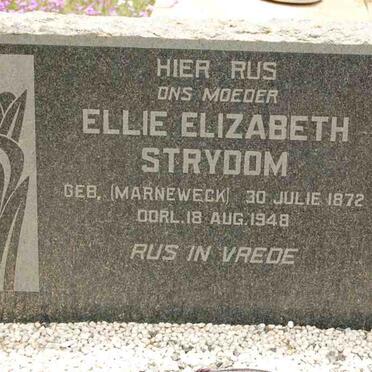 HIER RUS
ONS MOEDER
ELLIE ELIZABETH
STRYDOM
GEB. (MARNEWECK) 30 JULIE 1872
OORL. 18 AUG. 1948
RUS IN VREDE